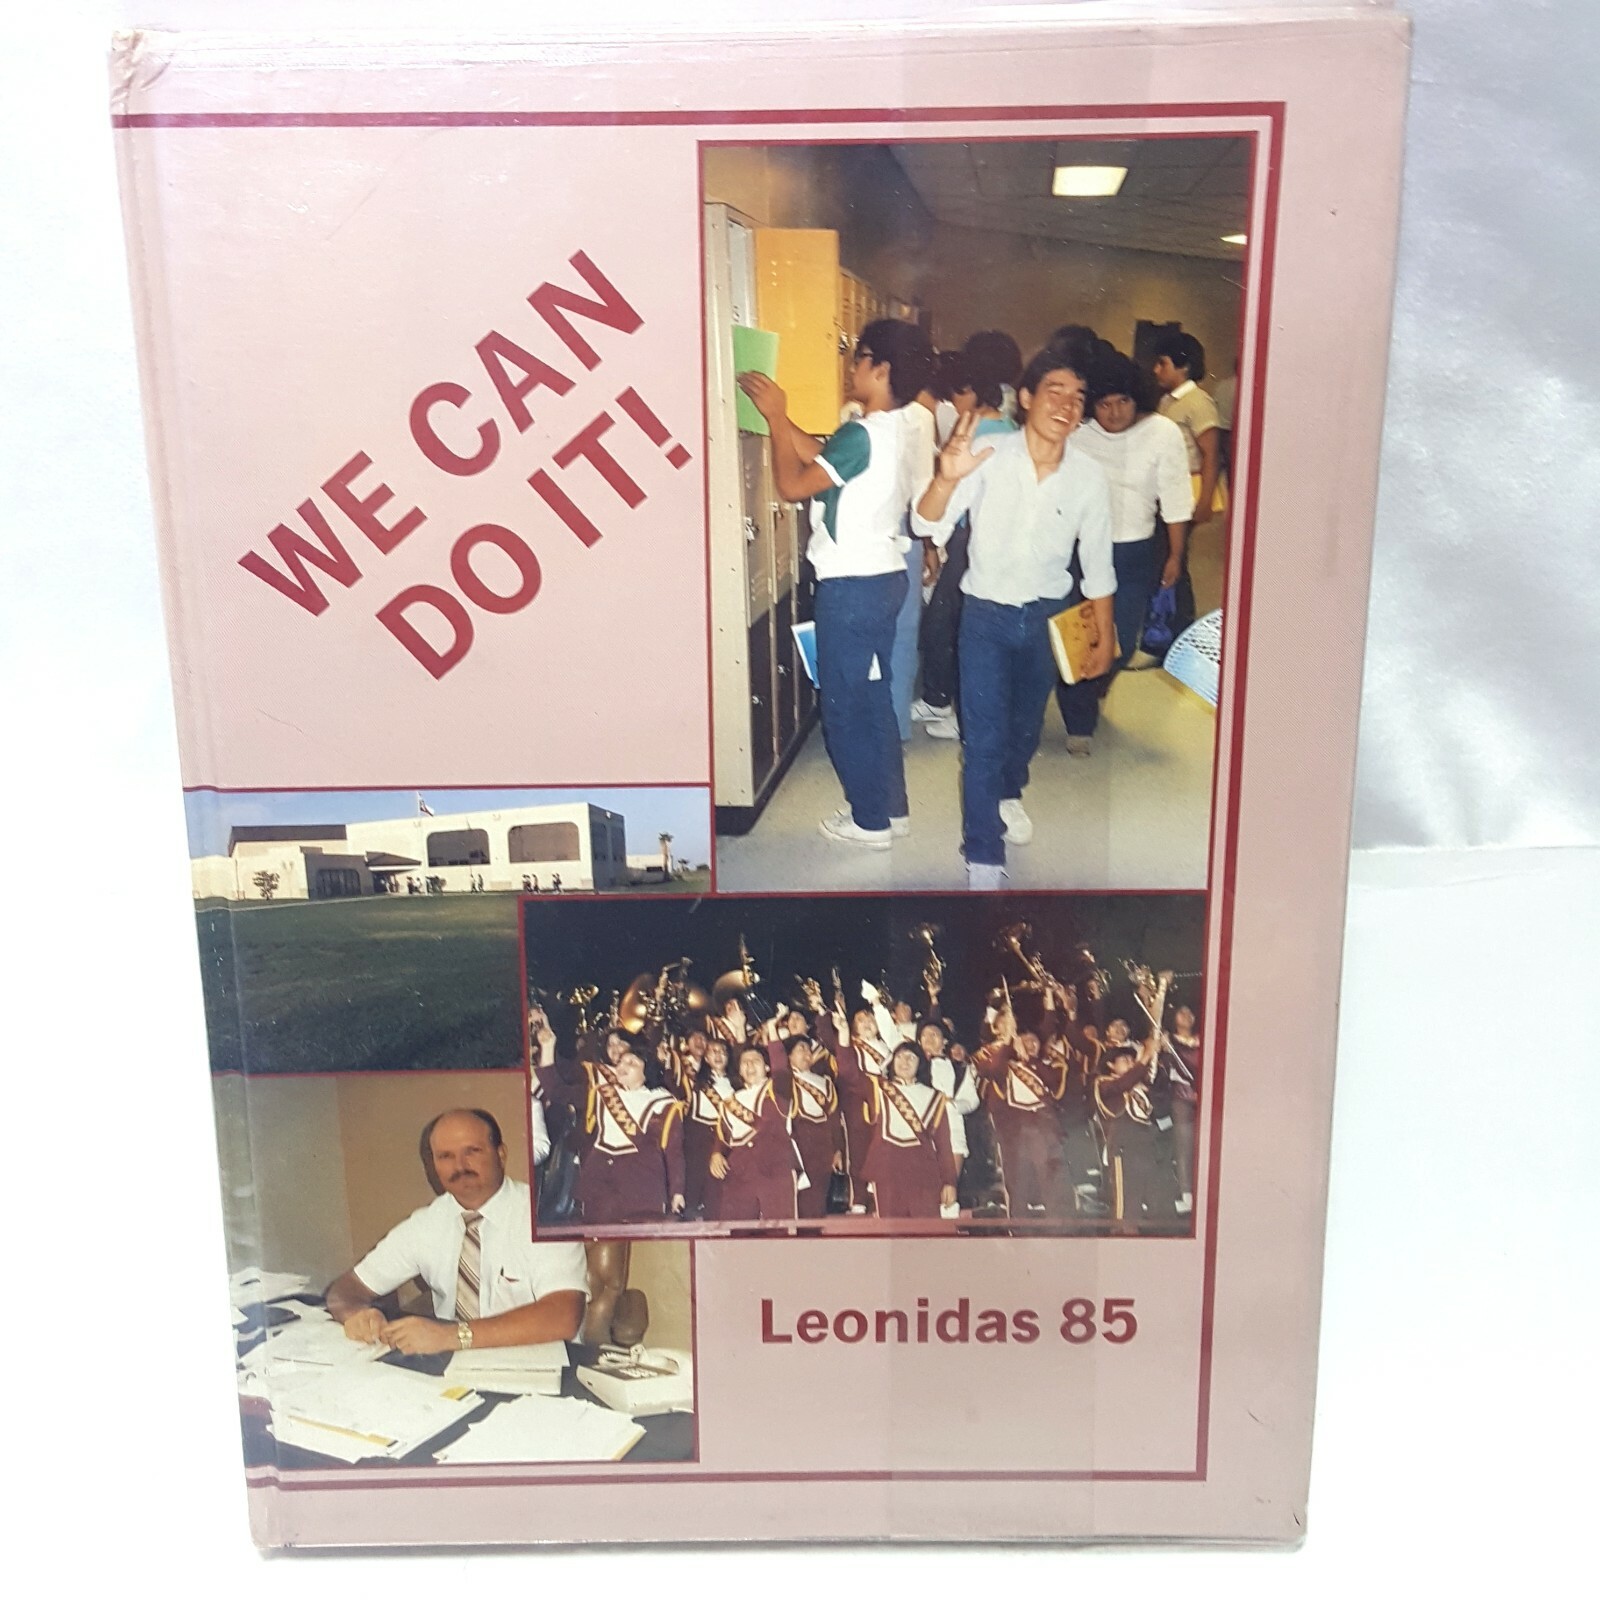 WE CAN
DO IT!
Leonidas 85